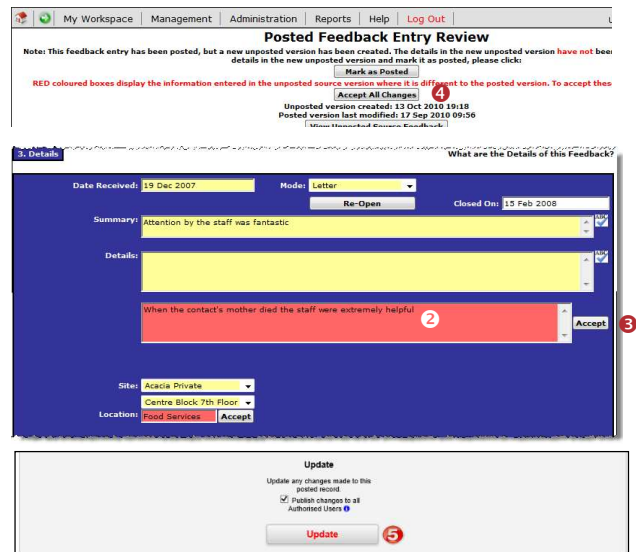 My Workspace | Management | Administration | Reports | Help | Log Out
Posted Feedback Entry Review
Note: This feedback entry has been posted, but a new unposted version has been created. The details in the new unposted version have not
details in the new unposted version and mark it as posted, please click:
Mark as Posted
RED coloured boxes display the information entered in the unposted source version where it is different to the posted version. To accept
Accept All Changes 4
Unposted version created: 13 Oct 2010 19:18
Posted version last modified: 17 Sep 2010 09:56
View Unposted Source Feedback
3. Details What are the Details of this Feedback?
Date Received: 19 Dec 2007 Mode: Letter
Re-Open Closed On: 15 Feb 2008
Summary: Attention by the staff was fantastic
ABC
Details:
ABC
When the contact's mother died the staff were extremely helpful 2
Accept 3
Site: Acacia Private
Centre Block 7th Floor
Location: Food Services Accept
Update
Update any changes made to this
posted record.
Publish changes to all
Authorised Users
Update 5